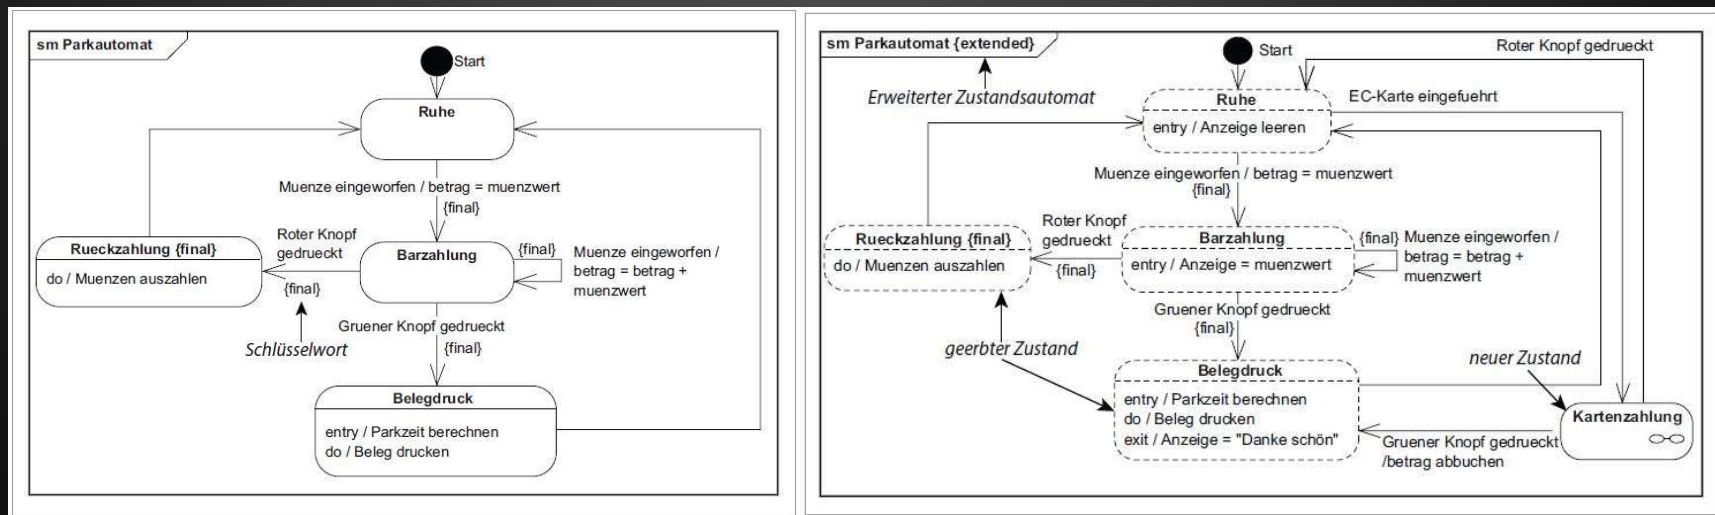 sm Parkautomat
Start
Ruhe
Muenze eingeworfen / betrag = muenzwert
{final}
Rueckzahlung {final}
do / Muenzen auszahlen
Roter Knopf
gedrueckt
{final}
Schlüsselwort
Barzahlung
{final}
Muenze eingeworfen /
betrag = betrag +
muenzwert
Gruener Knopf gedrueckt
{final}
Belegdruck
entry / Parkzeit berechnen
do / Beleg drucken
sm Parkautomat {extended}
Erweiterter Zustandsautomat
Start
Roter Knopf gedrueckt
Ruhe
entry / Anzeige leeren
EC-Karte eingefuehrt
Muenze eingeworfen / betrag = muenzwert
{final}
Rueckzahlung {final}
do / Muenzen auszahlen
Roter Knopf
gedrueckt
{final}
Barzahlung
entry / Anzeige = muenzwert
{final}
Muenze eingeworfen /
betrag = betrag +
muenzwert
Gruener Knopf gedrueckt
{final}
geerbter Zustand
neuer Zustand
Belegdruck
entry / Parkzeit berechnen
do / Beleg drucken
exit / Anzeige = "Danke schön"
Kartenzahlung
Gruener Knopf gedrueckt
/betrag abbuchen